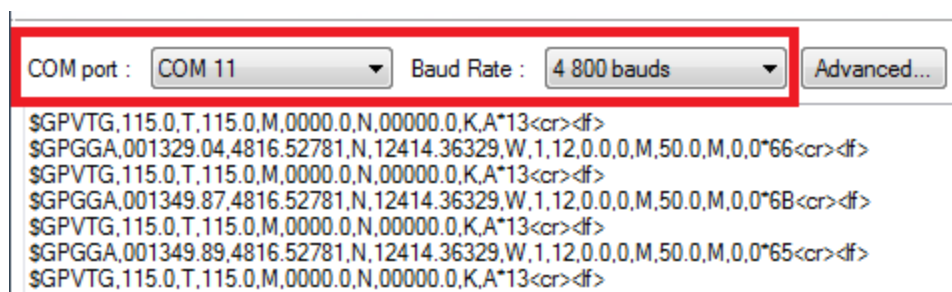 COM port : COM 11 Baud Rate : 4 800 bauds Advanced...
$GPVTG,115.0,T,115.0,M,0000.0,N,00000.0,K,A*13<cr><lf>
$GPGGA,001329.04,4816.52781,N,12414.36329,W,1,12,0.0,0,M,50.0,M,0,0*66<cr><lf>
$GPVTG,115.0,T,115.0,M,0000.0,N,00000.0,K,A*13<cr><lf>
$GPGGA,001349.87,4816.52781,N,12414.36329,W,1,12,0.0,0,M,50.0,M,0,0*6B<cr><lf>
$GPVTG,115.0,T,115.0,M,0000.0,N,00000.0,K,A*13<cr><lf>
$GPGGA,001349.89,4816.52781,N,12414.36329,W,1,12,0.0,0,M,50.0,M,0,0*65<cr><lf>
$GPVTG,115.0,T,115.0,M,0000.0,N,00000.0,K,A*13<cr><lf>